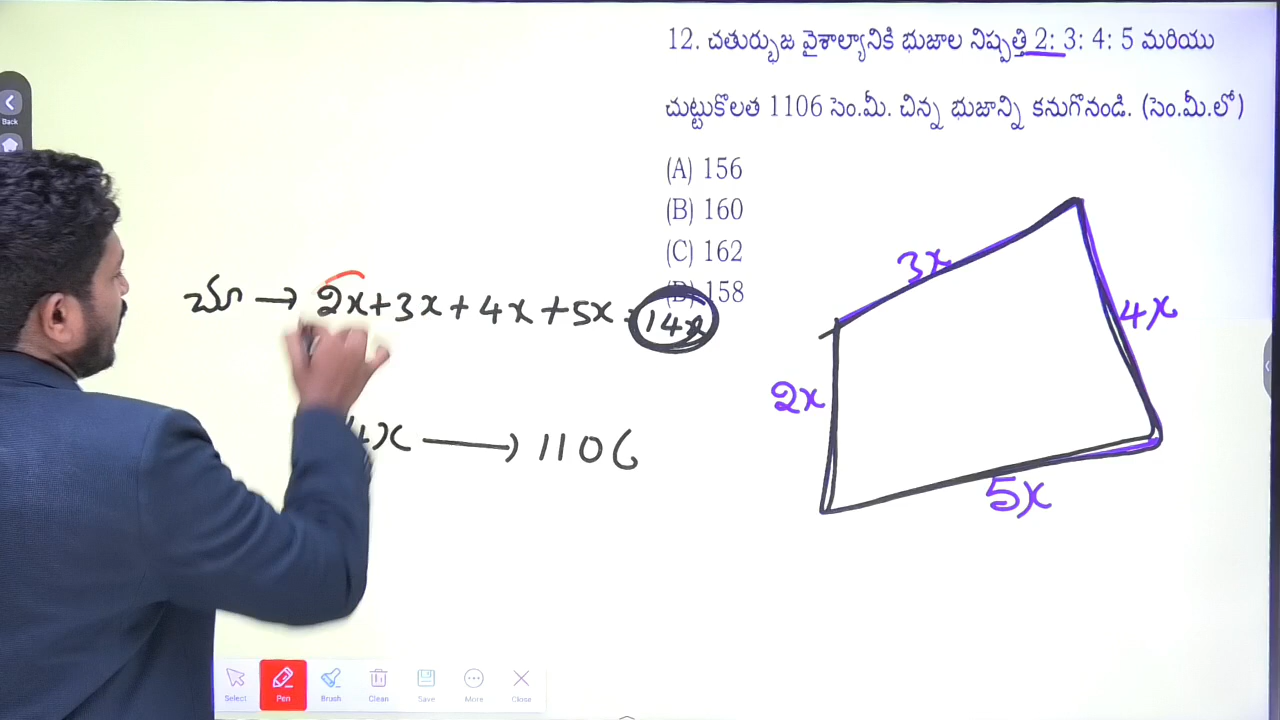 12. చతుర్భుజ వైశాల్యానికి భుజాల నిష్పత్తి 2: 3: 4: 5 మరియు
చుట్టుకొలత 1106 సెం.మీ. చిన్న భుజాన్ని కనుగొనండి. (సెం.మీ.లో)
(A) 156
(B) 160
(C) 162
(D) 158
చూ → 2x+3x+4x+5x
14x
4x → 1106
3x
4x
2x
5x
Back
Select
Pen
Brush
Clean
Save
More
Close